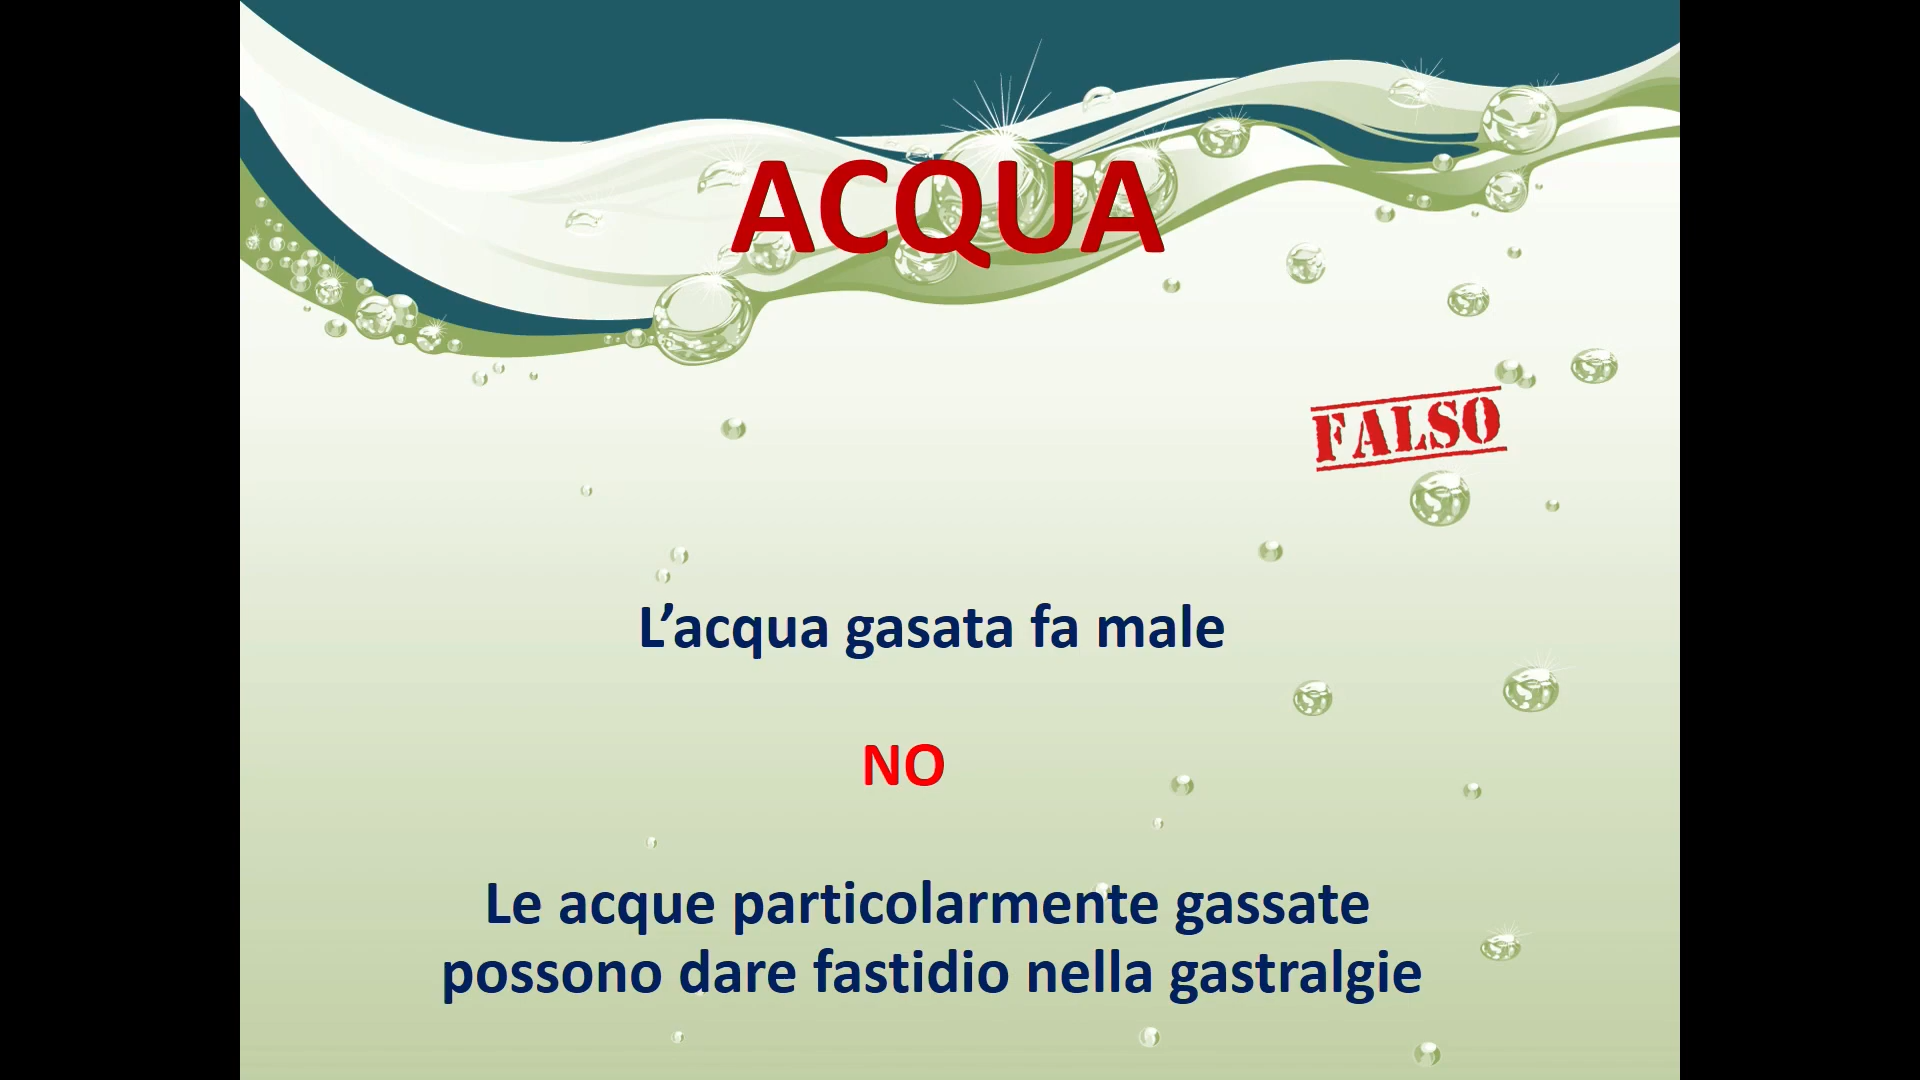 ACQUA
FALSO
L’acqua gasata fa male
NO
Le acque particolarmente gassate
possono dare fastidio nella gastralgie